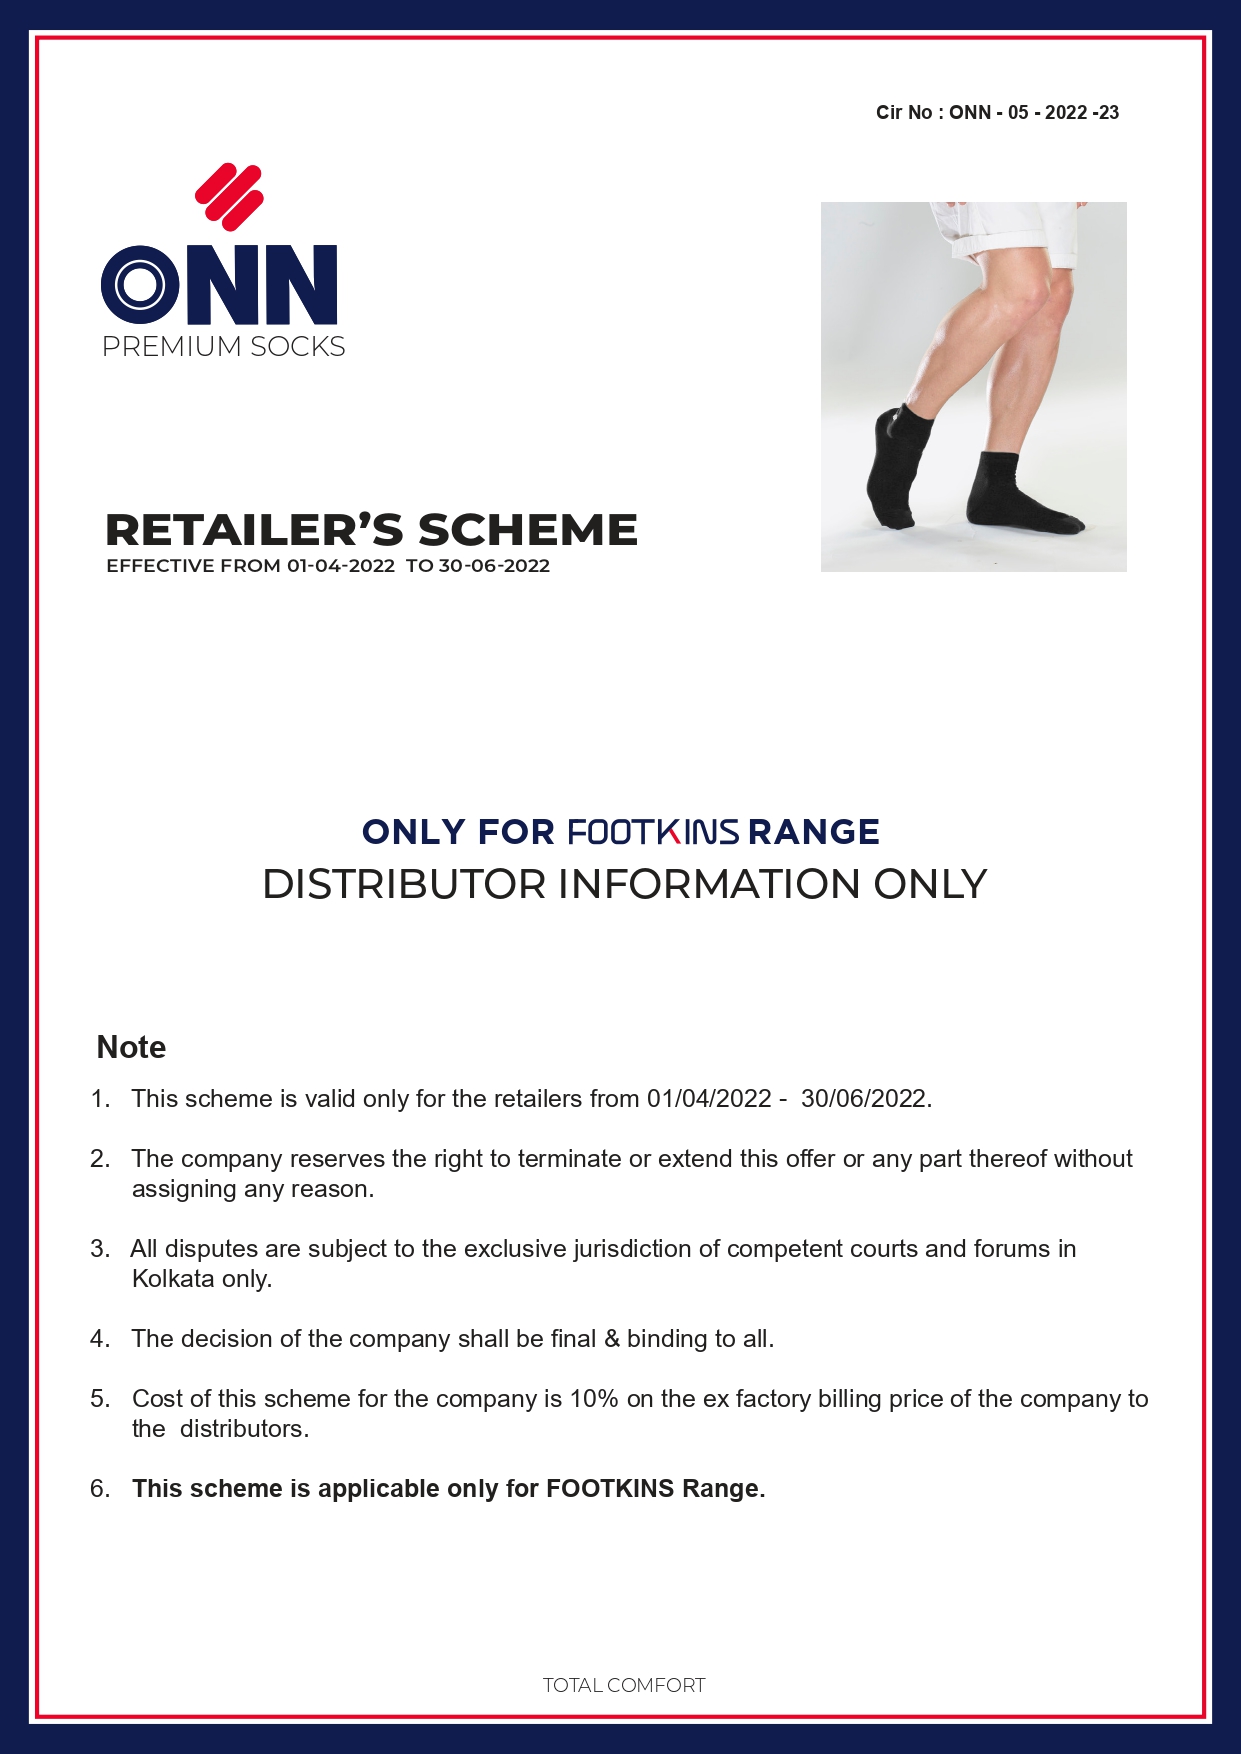 Cir No : ONN - 05 - 2022 -23
ONN
PREMIUM SOCKS
RETAILER’S SCHEME
EFFECTIVE FROM 01-04-2022 TO 30-06-2022
ONLY FOR FOOTKINS RANGE
DISTRIBUTOR INFORMATION ONLY
Note
1. This scheme is valid only for the retailers from 01/04/2022 - 30/06/2022.
2. The company reserves the right to terminate or extend this offer or any part thereof without
assigning any reason.
3. All disputes are subject to the exclusive jurisdiction of competent courts and forums in
Kolkata only.
4. The decision of the company shall be final & binding to all.
5. Cost of this scheme for the company is 10% on the ex factory billing price of the company to
the distributors.
6. This scheme is applicable only for FOOTKINS Range.
TOTAL COMFORT